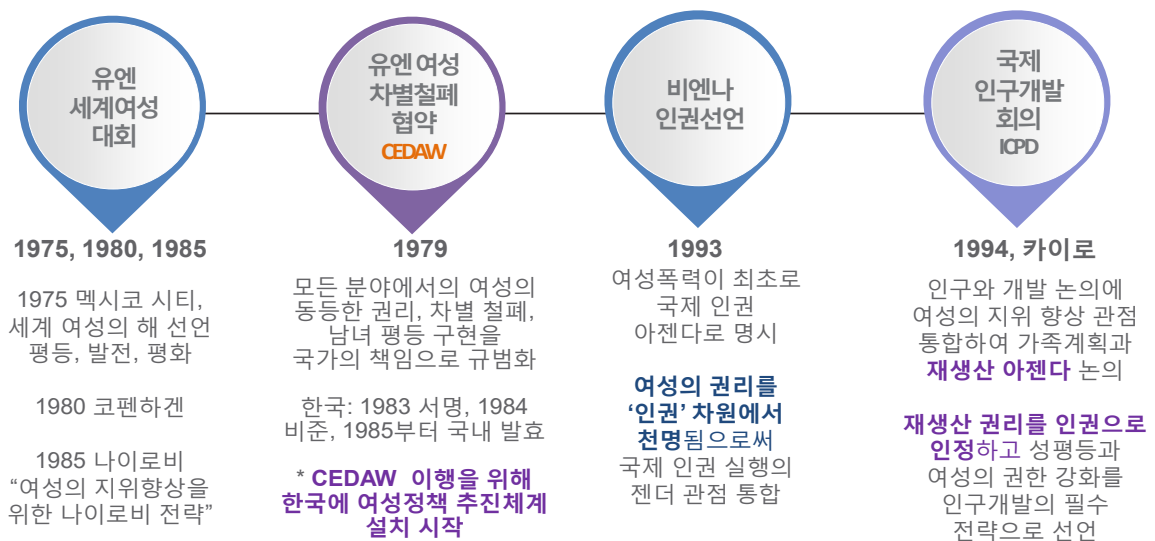 유엔
세계여성
대회
1975, 1980, 1985
1975 멕시코 시티,
세계 여성의 해 선언
평등, 발전, 평화
1980 코펜하겐
1985 나이로비
“여성의 지위향상을
위한 나이로비 전략”
유엔 여성
차별철폐
협약
CEDAW
1979
모든 분야에서의 여성의
동등한 권리, 차별 철폐,
남녀 평등 구현을
국가의 책임으로 규범화
한국: 1983 서명, 1984
비준, 1985부터 국내 발효
* CEDAW 이행을 위해
한국에 여성정책 추진체계
설치 시작
비엔나
인권선언
1993
여성폭력이 최초로
국제 인권
아젠다로 명시
여성의 권리를
‘인권’ 차원에서
천명됨으로써
국제 인권 실행의
젠더 관점 통합
국제
인구개발
회의
ICPD
1994, 카이로
인구와 개발 논의에
여성의 지위 향상 관점
통합하여 가족계획과
재생산 아젠다 논의
재생산 권리를 인권으로
인정하고 성평등과
여성의 권한 강화를
인구개발의 필수
전략으로 선언